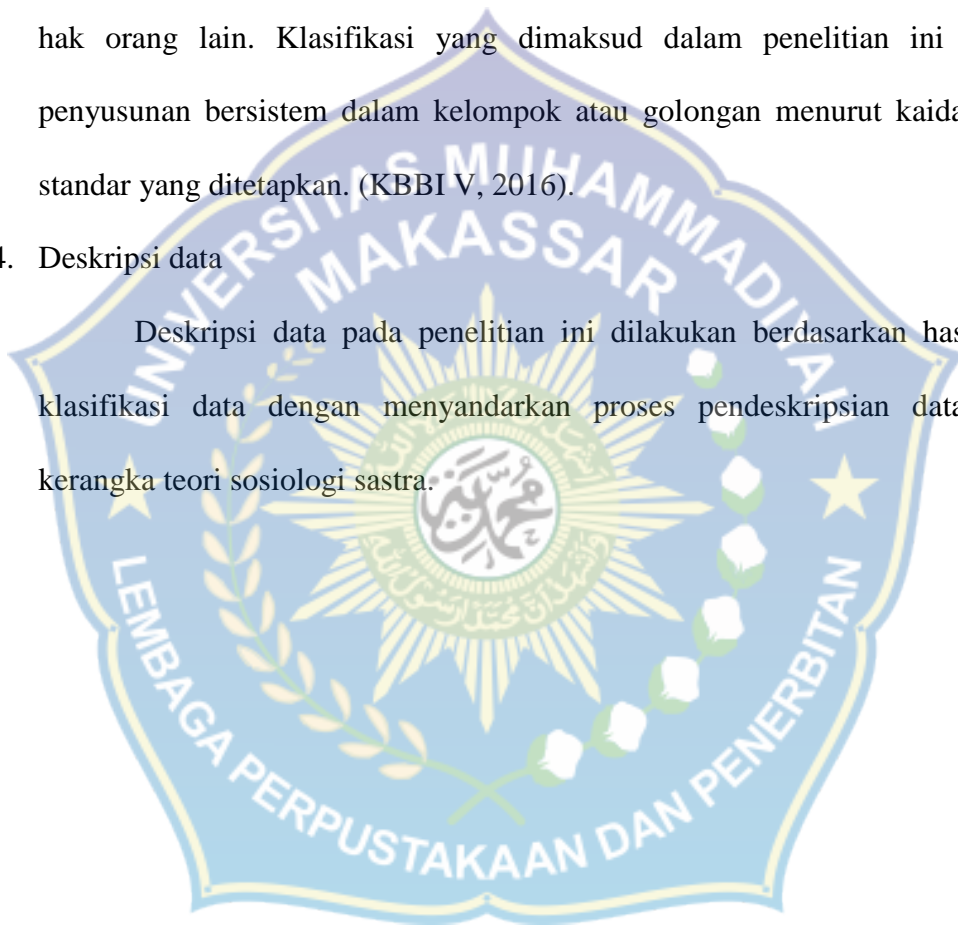 hak orang lain. Klasifikasi yang dimaksud dalam penelitian ini
penyusunan bersistem dalam kelompok atau golongan menurut
standar yang ditetapkan. (KBBI V, 2016).
4. Deskripsi data
Deskripsi data pada penelitian ini dilakukan berdasarkan
klasifikasi data dengan menyandarkan proses pendeskripsian data
kerangka teori sosiologi sastra.
UNIVERSITAS MUHAMMADIYAH
MAKASSAR
LEMBAGA PERPUSTAKAAN DAN PENERBITAN